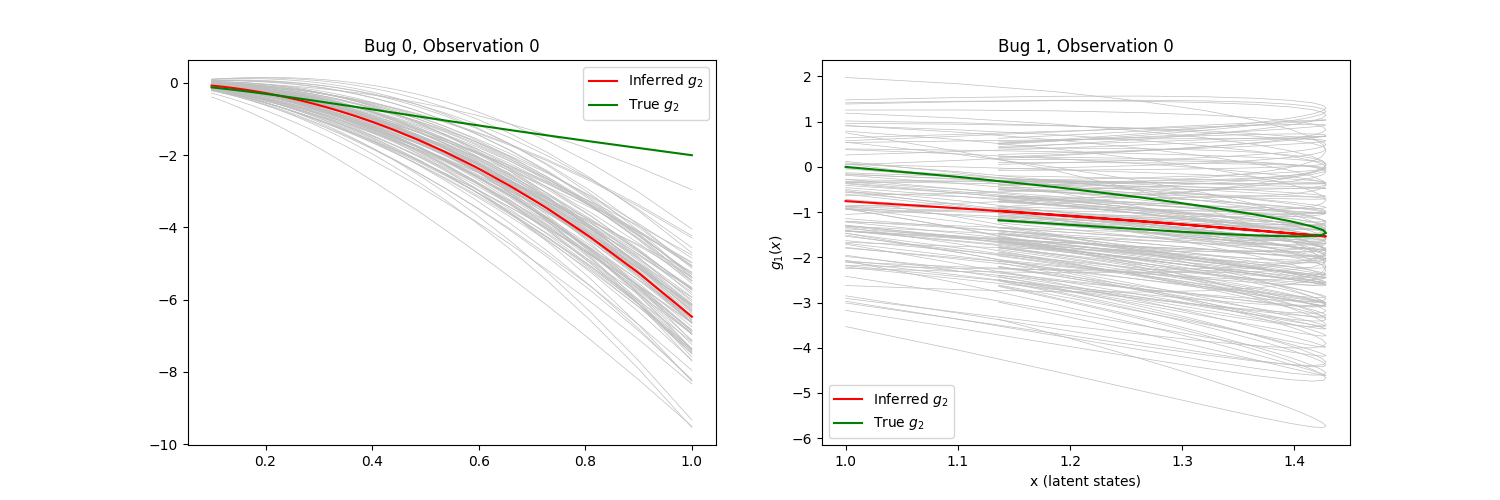 Bug 0, Observation 0
0
−2
−4
−6
−8
−10
0.2 0.4 0.6 0.8 1.0
Inferred g₂
True g₂
Bug 1, Observation 0
g₁(x)
2
1
0
−1
−2
−3
−4
−5
−6
Inferred g₂
True g₂
1.0 1.1 1.2 1.3 1.4
x (latent states)